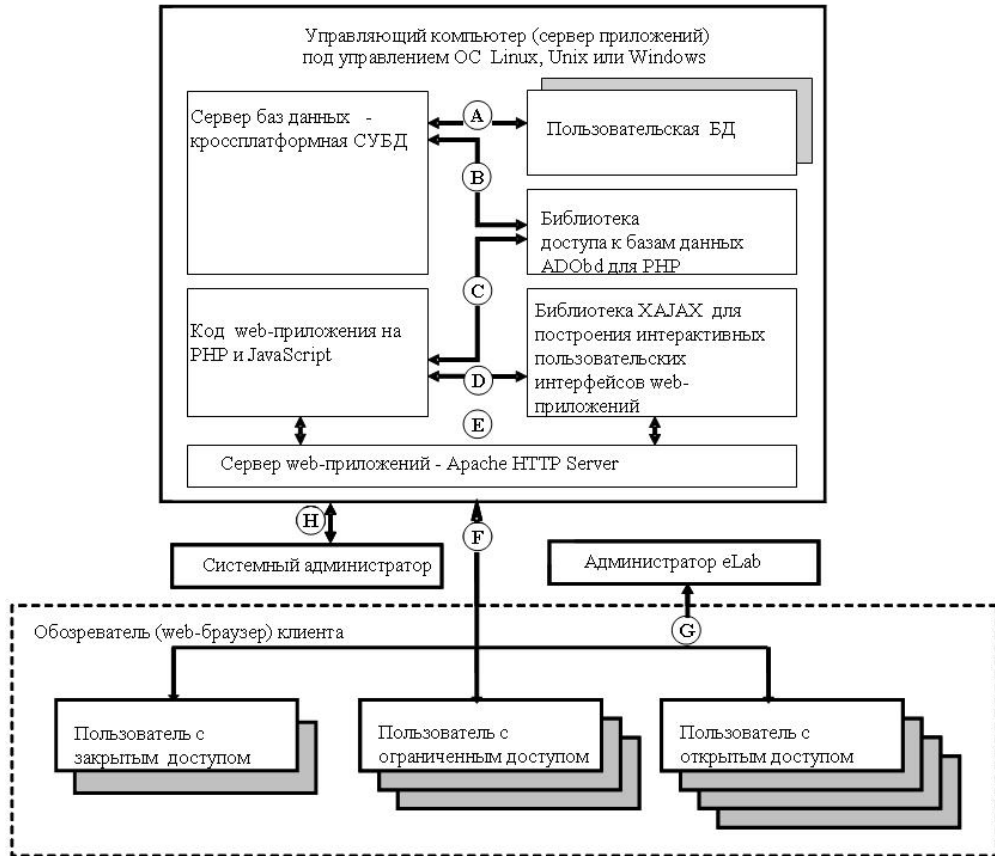 Управляющий компьютер (сервер приложений)
под управлением ОС Linux, Unix или Windows
Сервер баз данных -
кроссплатформная СУБД
A
Пользовательская БД
B
Библиотека
доступа к базам данных
ADObd для PHP
C
Код web-приложения на
PHP и JavaScript
Библиотека XAJAX для
построения интерактивных
пользовательских
интерфейсов web-
приложений
D
E
Сервер web-приложений - Apache HTTP Server
H
F
Системный администратор
Администратор eLab
G
Обозреватель (web-браузер) клиента
Пользователь с
закрытым доступом
Пользователь с
ограниченным доступом
Пользователь с
открытым доступом